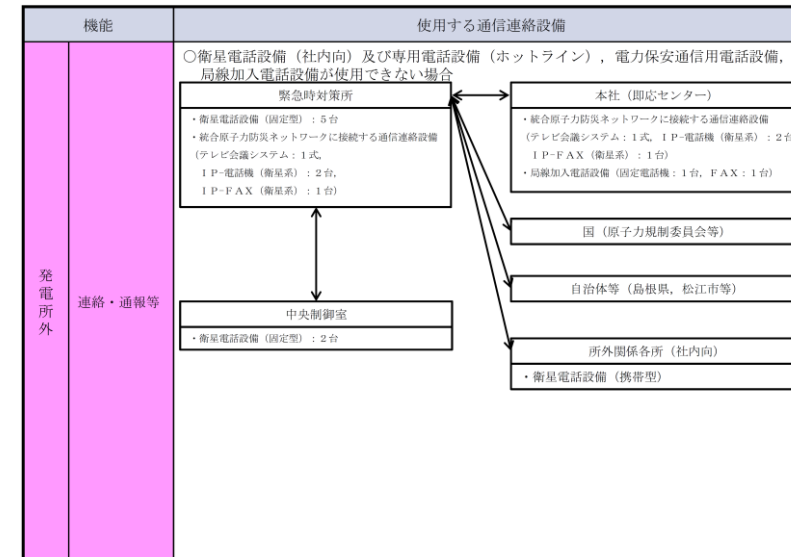 機能
使用する通信連絡設備
発電所外
連絡・通報等
○衛星電話設備（社内向）及び専用電話設備（ホットライン），電力保安通信用電話設備，
局線加入電話設備が使用できない場合
緊急時対策所
・衛星電話設備（固定型）：５台
・統合原子力防災ネットワークに接続する通信連絡設備
（テレビ会議システム：１式，
ＩＰ-電話機（衛星系）：２台，
ＩＰ-ＦＡＸ（衛星系）：１台）
本社（即応センター）
・統合原子力防災ネットワークに接続する通信連絡設備
（テレビ会議システム：１式，ＩＰ-電話機（衛星系）：２台
ＩＰ-ＦＡＸ（衛星系）：１台）
・局線加入電話設備（固定電話機：１台，ＦＡＸ：１台）
国（原子力規制委員会等）
自治体等（島根県，松江市等）
中央制御室
・衛星電話設備（固定型）：２台
所外関係各所（社内向）
・衛星電話設備（携帯型）